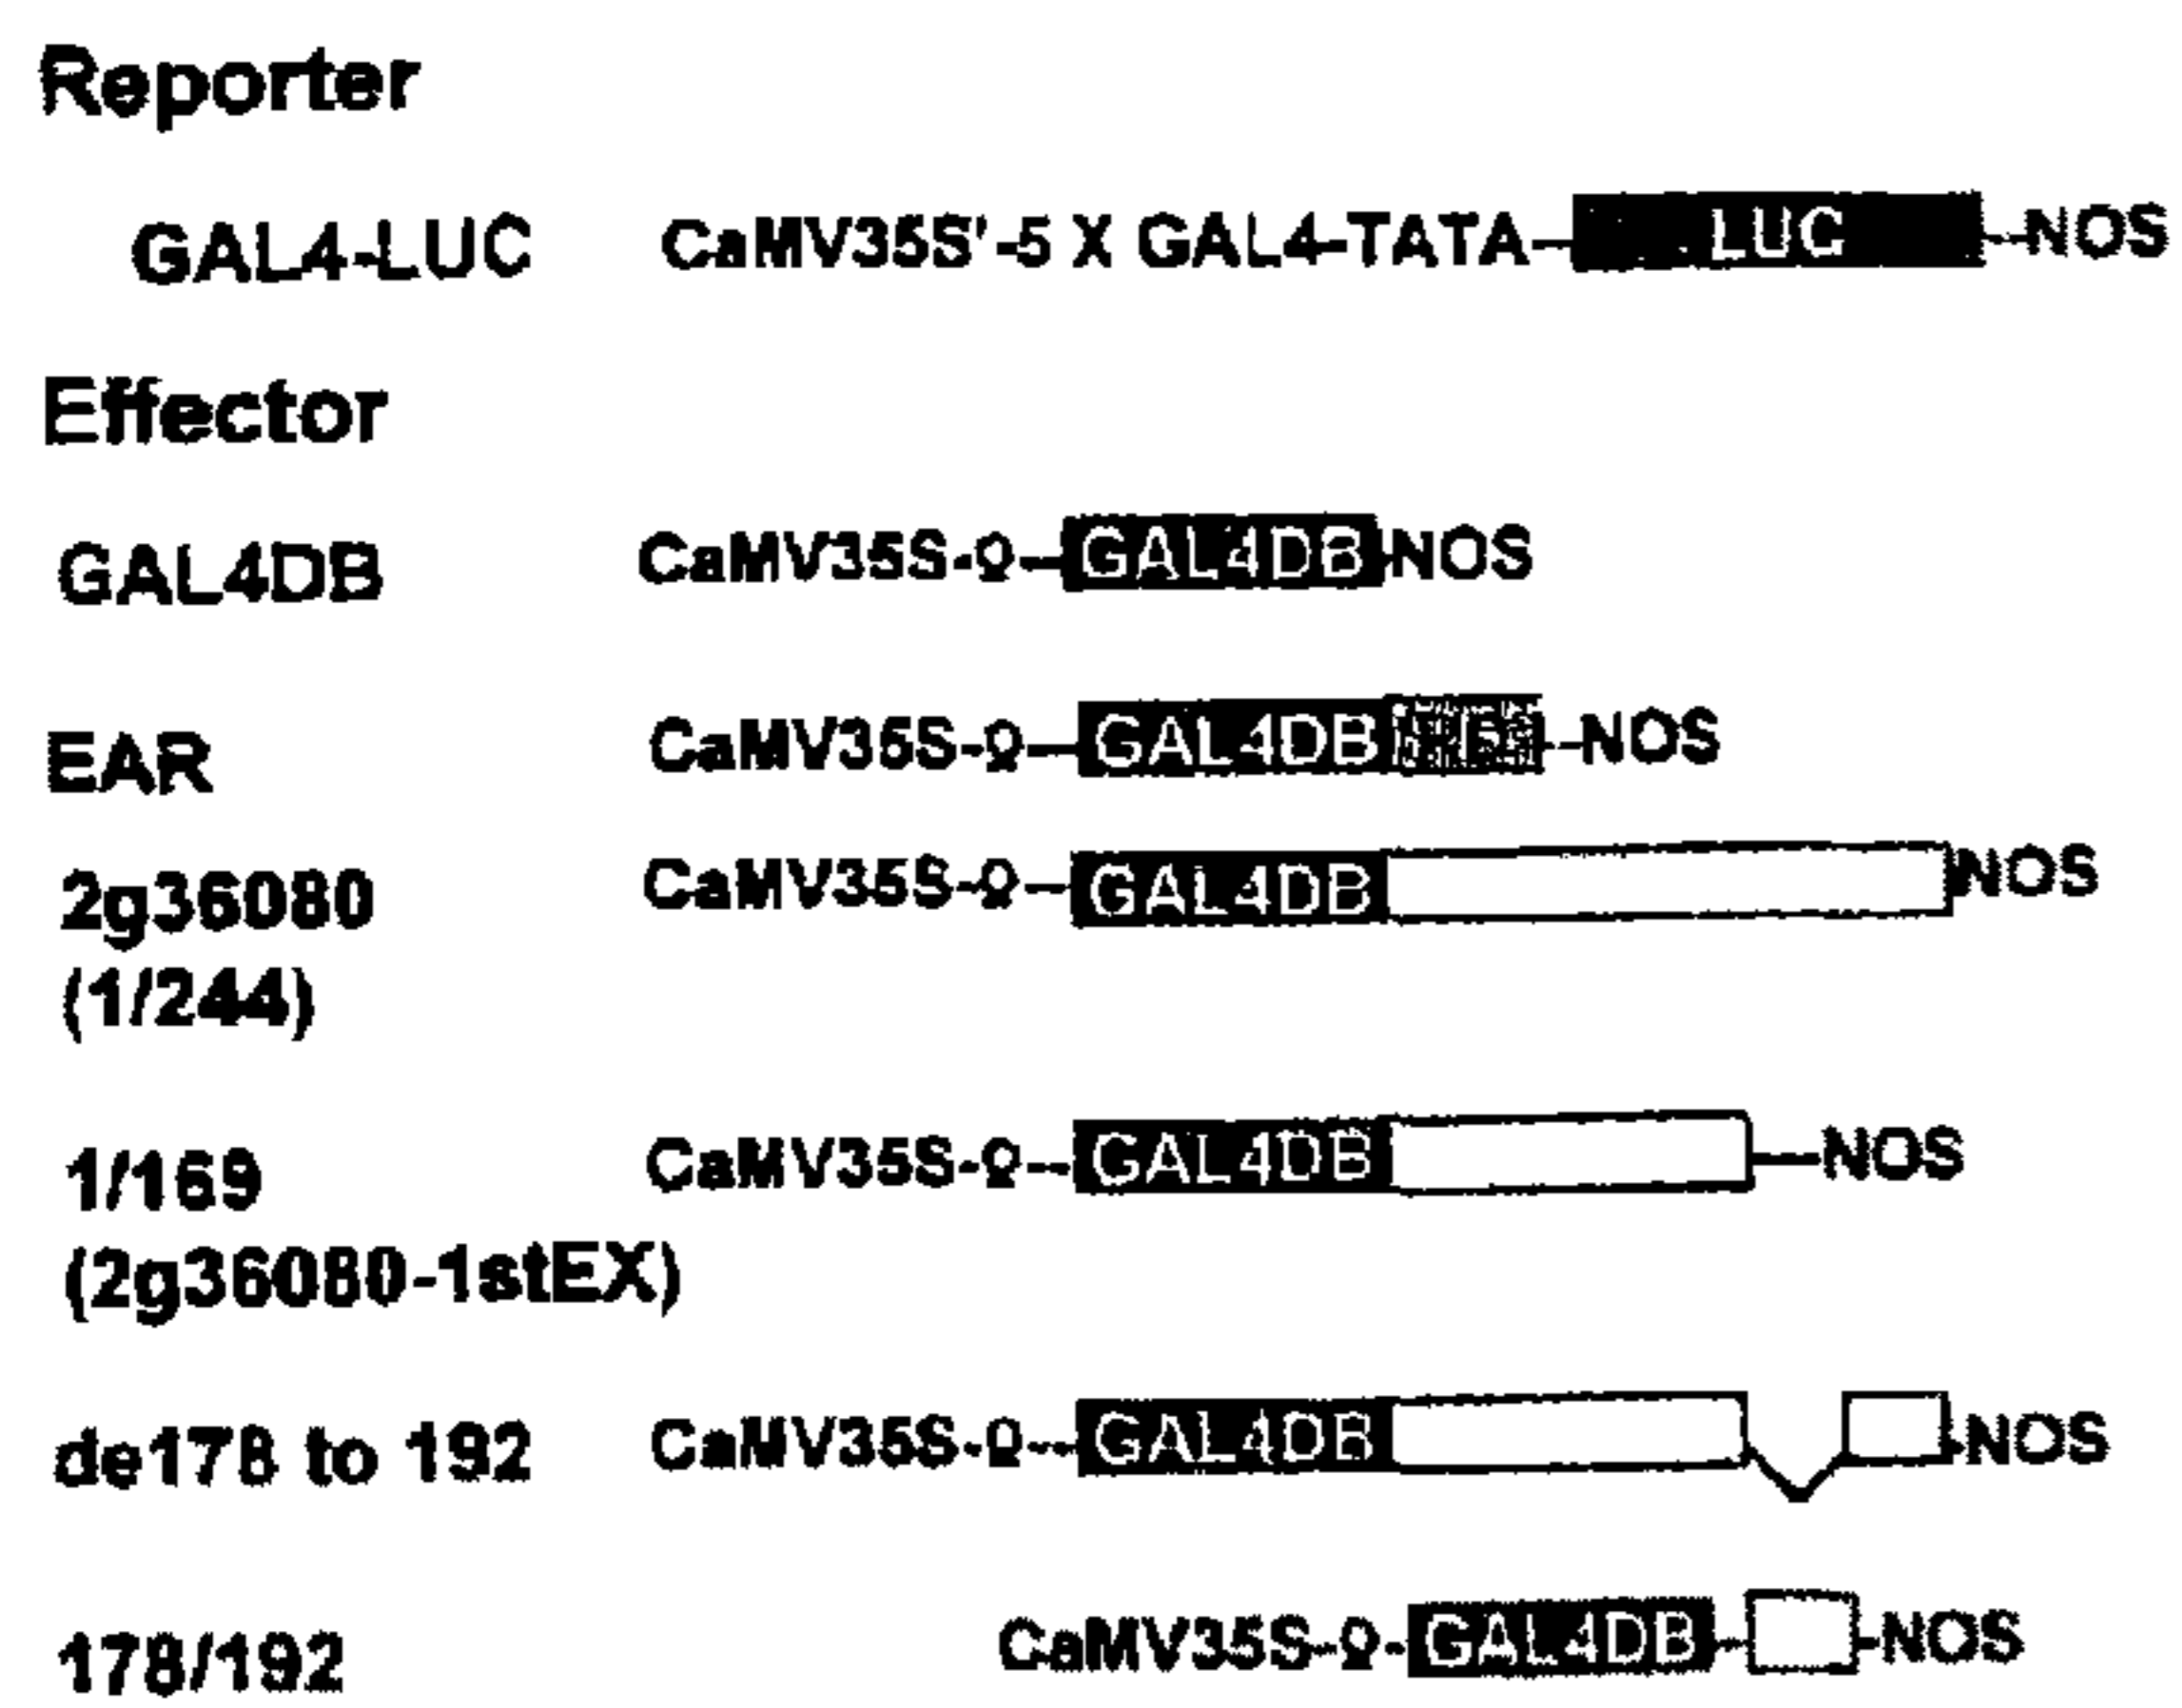 Reporter
GAL4-LUC CaMV35S'-5 X GAL4-TATA- LUC -NOS
Effector
GAL4DB CaMV35S-Ω- GAL4DB NOS
EAR CaMV35S-Ω- GAL4DB -NOS
2g36080 CaMV35S-Ω- GAL4DB NOS
(1/244)
1/169 CaMV35S-Ω- GAL4DB -NOS
(2g36080-1stEX)
de178 to 192 CaMV35S-Ω- GAL4DB -NOS
178/192 CaMV35S-Ω- GAL4DB - -NOS